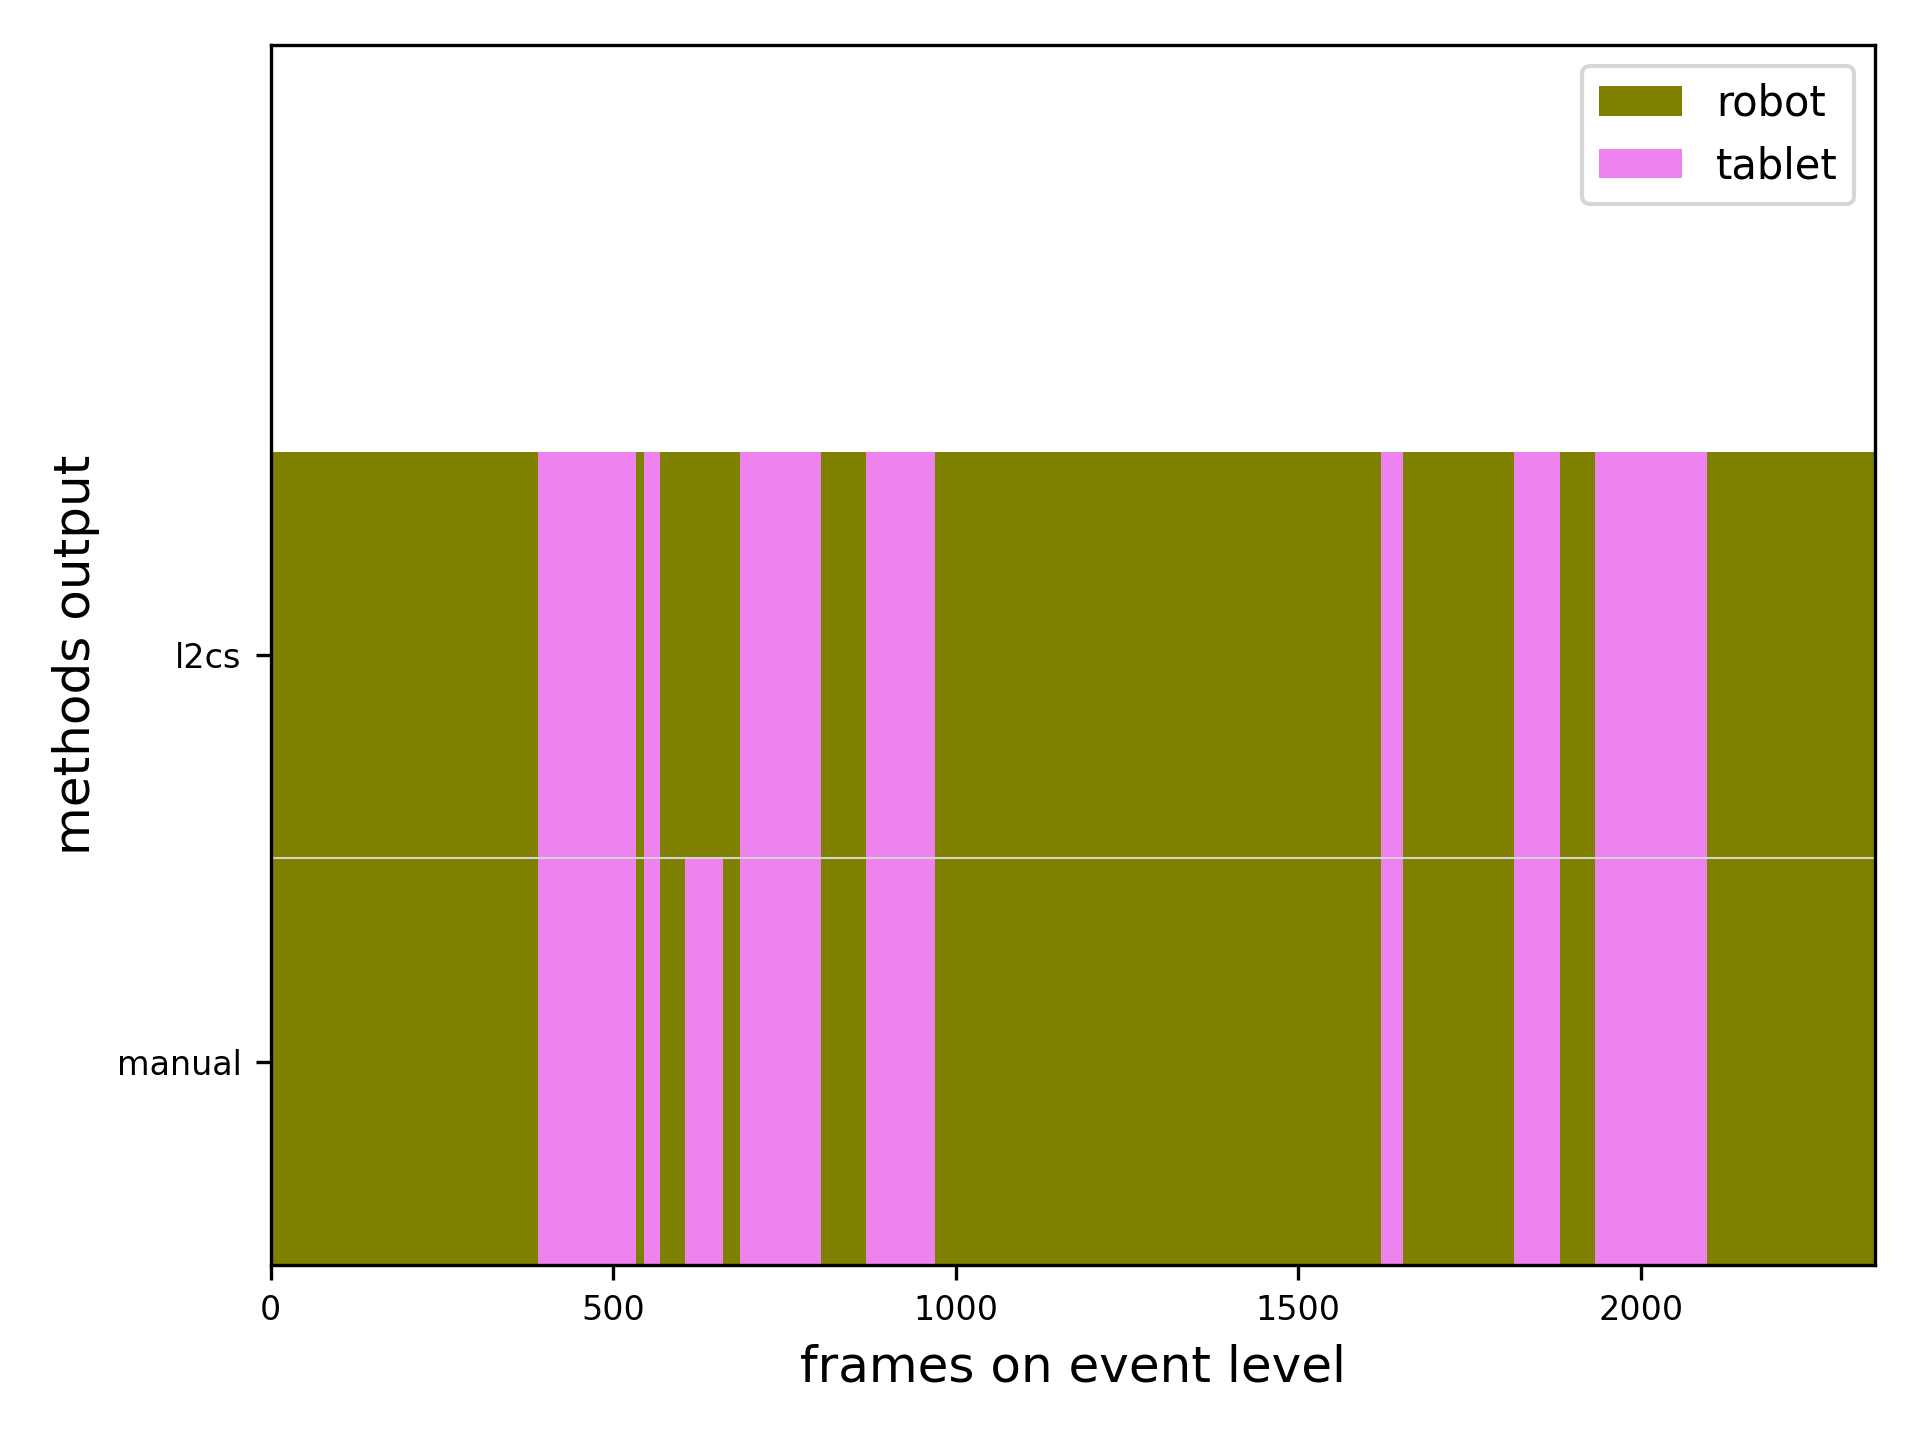 robot
tablet
methods output
l2cs
manual
0 500 1000 1500 2000
frames on event level